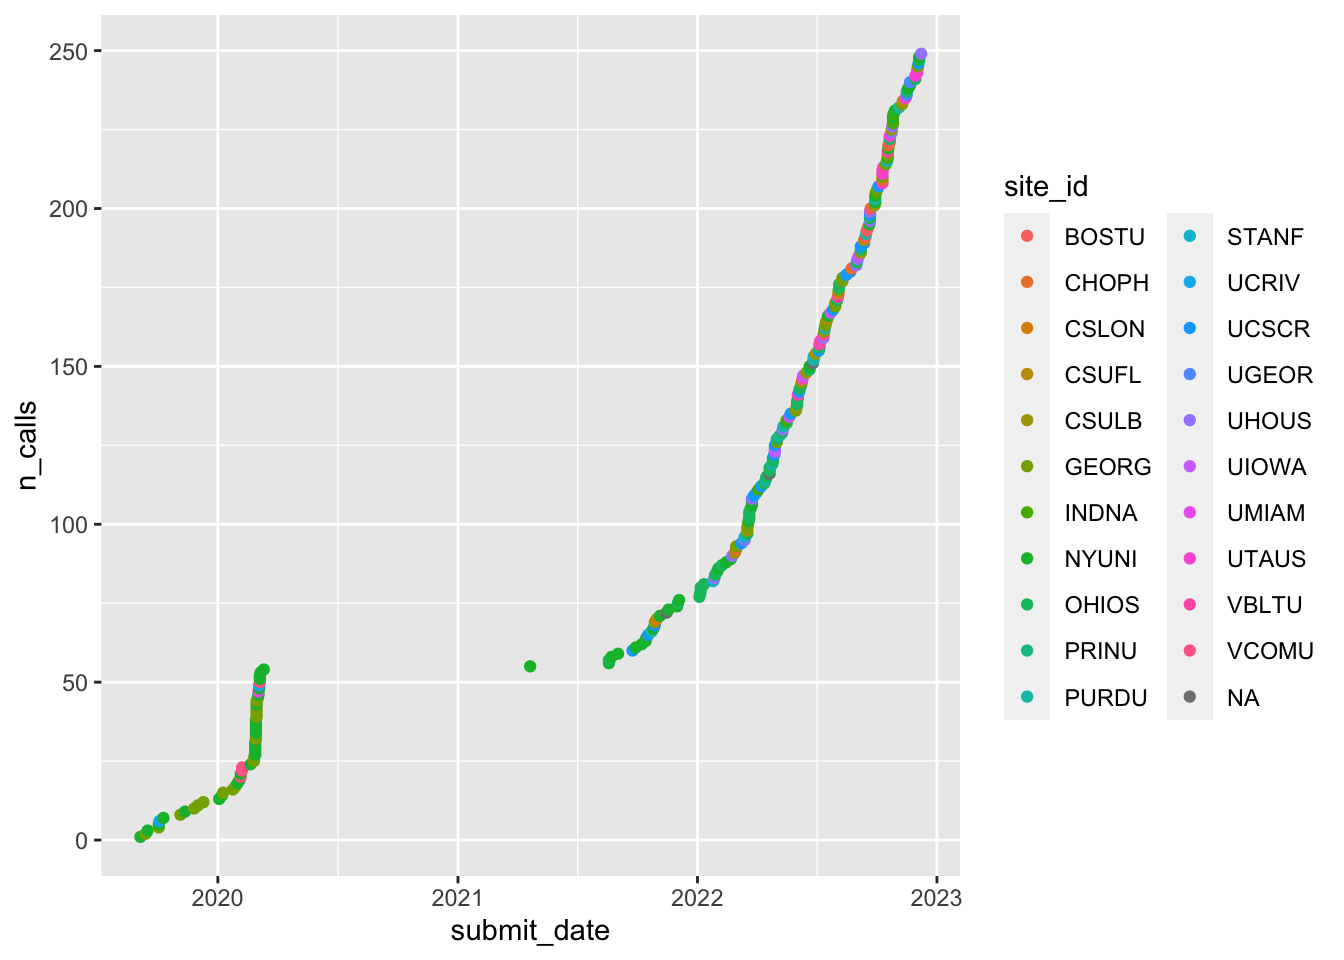 250
200
150
100
50
0
n_calls
2020 2021 2022 2023
submit_date
site_id
BOSTU STANF
CHOPH UCRIV
CSLON UCSCR
CSUFL UGEOR
CSULB UHOUS
GEORG UIOWA
INDNA UMIAM
NYUNI UTAUS
OHIOS VBLTU
PRINU VCOMU
PURDU NA